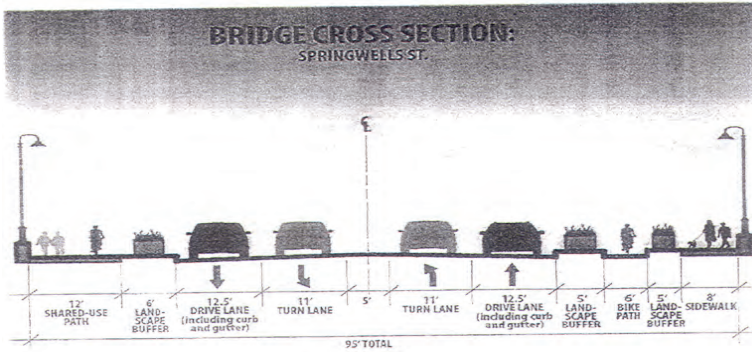 BRIDGE CROSS SECTION:
SPRINGWELLS ST.
℄
12'
SHARED-USE
PATH
6'
LAND-
SCAPE
BUFFER
12.5'
DRIVE LANE
(including curb
and gutter)
11'
TURN LANE
5'
11'
TURN LANE
12.5'
DRIVE LANE
(including curb
and gutter)
5'
LAND-
SCAPE
BUFFER
6'
BIKE
PATH
5'
LAND-
SCAPE
BUFFER
8'
SIDEWALK
95' TOTAL